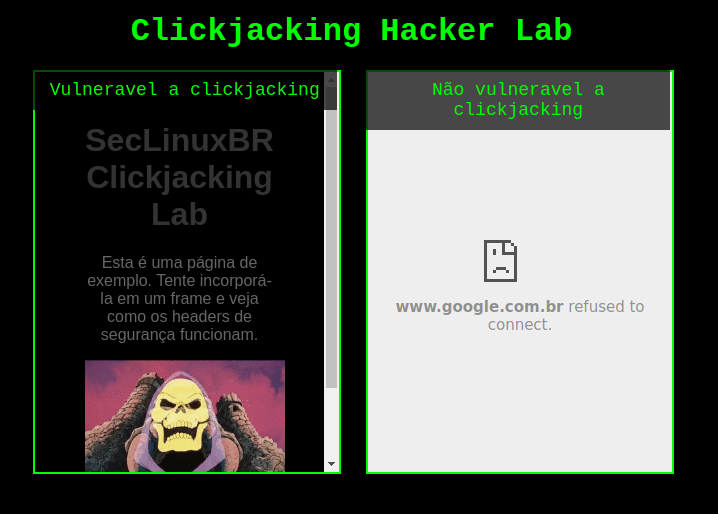 Clickjacking Hacker Lab
Vulneravel a clickjacking
SecLinuxBR
Clickjacking
Lab
Esta é uma página de
exemplo. Tente incorporá-
la em um frame e veja
como os headers de
segurança funcionam.
Não vulneravel a
clickjacking
www.google.com.br refused to
connect.